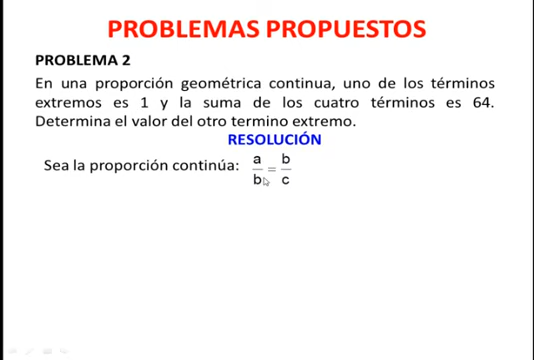 PROBLEMAS PROPUESTOS
PROBLEMA 2
En una proporción geométrica continua, uno de los términos
extremos es 1 y la suma de los cuatro términos es 64.
Determina el valor del otro termino extremo.
RESOLUCIÓN
Sea la proporción continúa: a/b = b/c